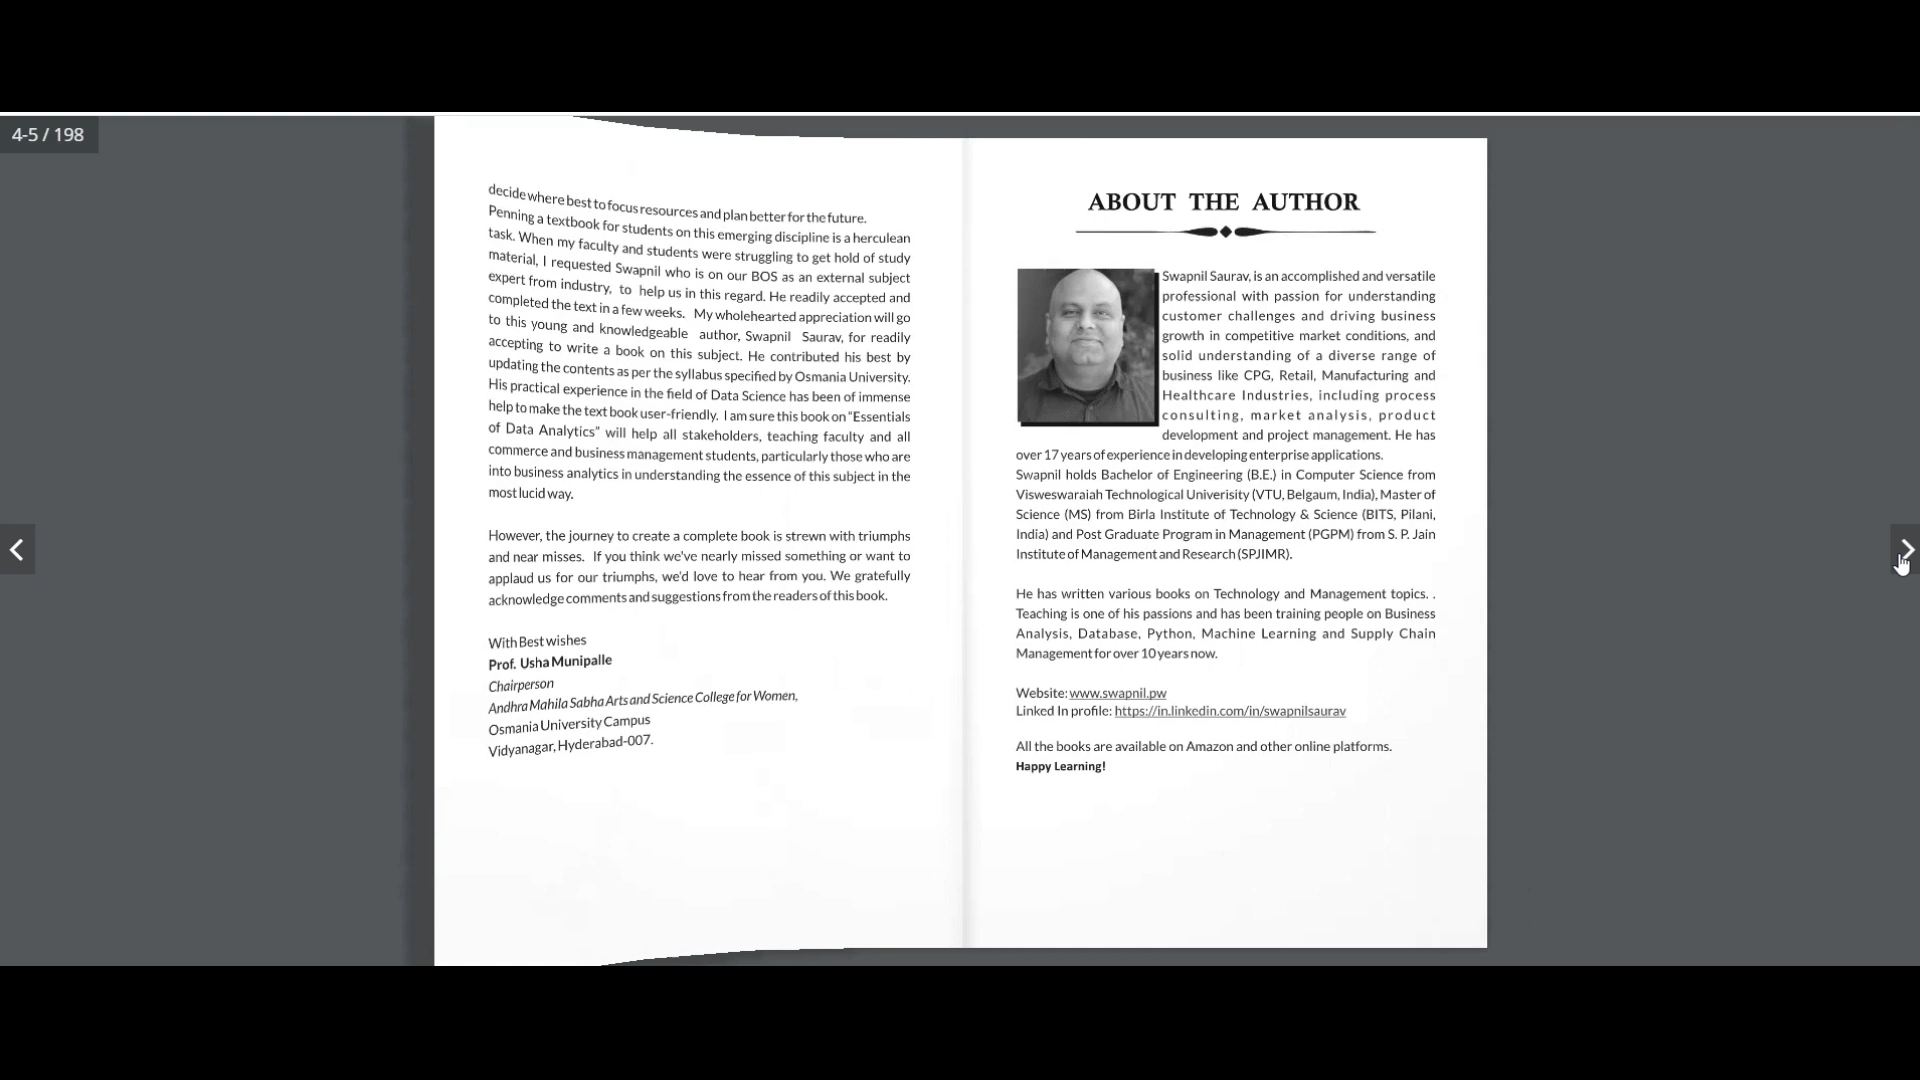 4-5 / 198
decide where best to focus resources and plan better for the future.
Penning a textbook for students on this emerging discipline is a herculean
task. When my faculty and students were struggling to get hold of study
material, I requested Swapnil who is on our BOS as an external subject
expert from industry, to help us in this regard. He readily accepted and
completed the text in a few weeks. My wholehearted appreciation will go
to this young and knowledgeable author, Swapnil Saurav, for readily
accepting to write a book on this subject. He contributed his best by
updating the contents as per the syllabus specified by Osmania University.
His practical experience in the field of Data Science has been of immense
help to make the text book user-friendly. I am sure this book on "Essentials
of Data Analytics" will help all stakeholders, teaching faculty and all
commerce and business management students, particularly those who are
into business analytics in understanding the essence of this subject in the
most lucid way.
However, the journey to create a complete book is strewn with triumphs
and near misses. If you think we've nearly missed something or want to
applaud us for our triumphs, we'd love to hear from you. We gratefully
acknowledge comments and suggestions from the readers of this book.
With Best wishes
Prof. Usha Munipalle
Chairperson
Andhra Mahila Sabha Arts and Science College for Women,
Osmania University Campus
Vidyanagar, Hyderabad-007.
ABOUT THE AUTHOR
Swapnil Saurav, is an accomplished and versatile
professional with passion for understanding
customer challenges and driving business
growth in competitive market conditions, and
solid understanding of a diverse range of
business like CPG, Retail, Manufacturing and
Healthcare Industries, including process
consulting, market analysis, product
development and project management. He has
over 17 years of experience in developing enterprise applications.
Swapnil holds Bachelor of Engineering (B.E.) in Computer Science from
Visweswaraiah Technological Univerisity (VTU, Belgaum, India), Master of
Science (MS) from Birla Institute of Technology & Science (BITS, Pilani,
India) and Post Graduate Program in Management (PGPM) from S. P. Jain
Institute of Management and Research (SPJIMR).
He has written various books on Technology and Management topics. .
Teaching is one of his passions and has been training people on Business
Analysis, Database, Python, Machine Learning and Supply Chain
Management for over 10 years now.
Website: www.swapnil.pw
Linked In profile: https://in.linkedin.com/in/swapnilsaurav
All the books are available on Amazon and other online platforms.
Happy Learning!